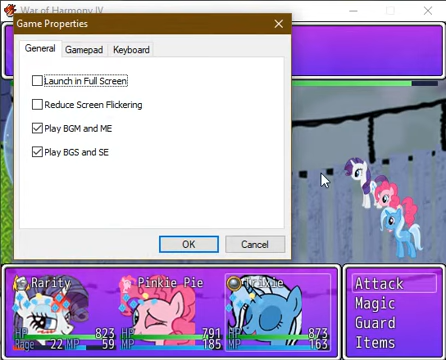 War of Harmony IV
Game Properties
General
Gamepad
Keyboard
Launch in Full Screen
Reduce Screen Flickering
Play BGM and ME
Play BGS and SE
OK
Cancel
Rarity
HP 823
Rage 22 MP 59
Pinkie Pie
HP 791
MP 185
Trixie
HP 873
MP 163
Attack
Magic
Guard
Items